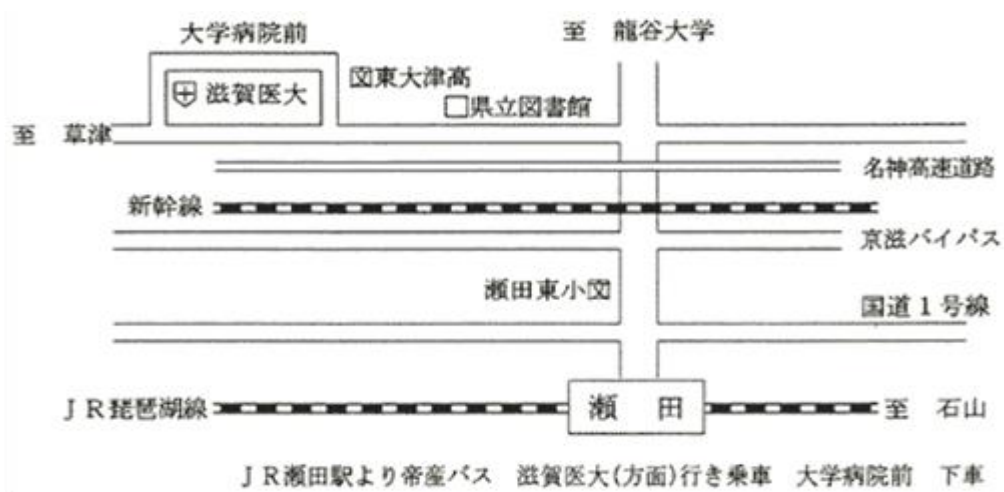 大学病院前
至　龍谷大学
滋賀医大
図東大津高
県立図書館
至　草津
名神高速道路
新幹線
京滋バイパス
瀬田東小図
国道1号線
JR琵琶湖線
瀬　田
至　石山
JR瀬田駅より帝産バス　滋賀医大(方面)行き乗車　大学病院前　下車